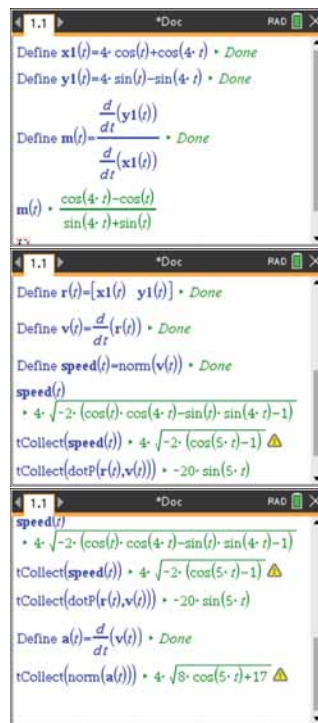 1.1 *Doc RAD
Define x1(t)=4· cos(t)+cos(4· t) ▸ Done
Define y1(t)=4· sin(t)−sin(4· t) ▸ Done
Define m(t)= d/dt(y1(t)) / d/dt(x1(t)) ▸ Done
m(t) ▸ cos(4· t)−cos(t) / sin(4· t)+sin(t)
1.1 *Doc RAD
Define r(t)=[x1(t) y1(t)] ▸ Done
Define v(t)= d/dt(r(t)) ▸ Done
Define speed(t)=norm(v(t)) ▸ Done
speed(t)
▸ 4· √−2· (cos(t)· cos(4· t)−sin(t)· sin(4· t)−1)
tCollect(speed(t)) ▸ 4· √−2· (cos(5· t)−1)
tCollect(dotP(r(t),v(t))) ▸ −20· sin(5· t)
1.1 *Doc RAD
speed(t)
▸ 4· √−2· (cos(t)· cos(4· t)−sin(t)· sin(4· t)−1)
tCollect(speed(t)) ▸ 4· √−2· (cos(5· t)−1)
tCollect(dotP(r(t),v(t))) ▸ −20· sin(5· t)
Define a(t)= d/dt(v(t)) ▸ Done
tCollect(norm(a(t))) ▸ 4· √8· cos(5· t)+17